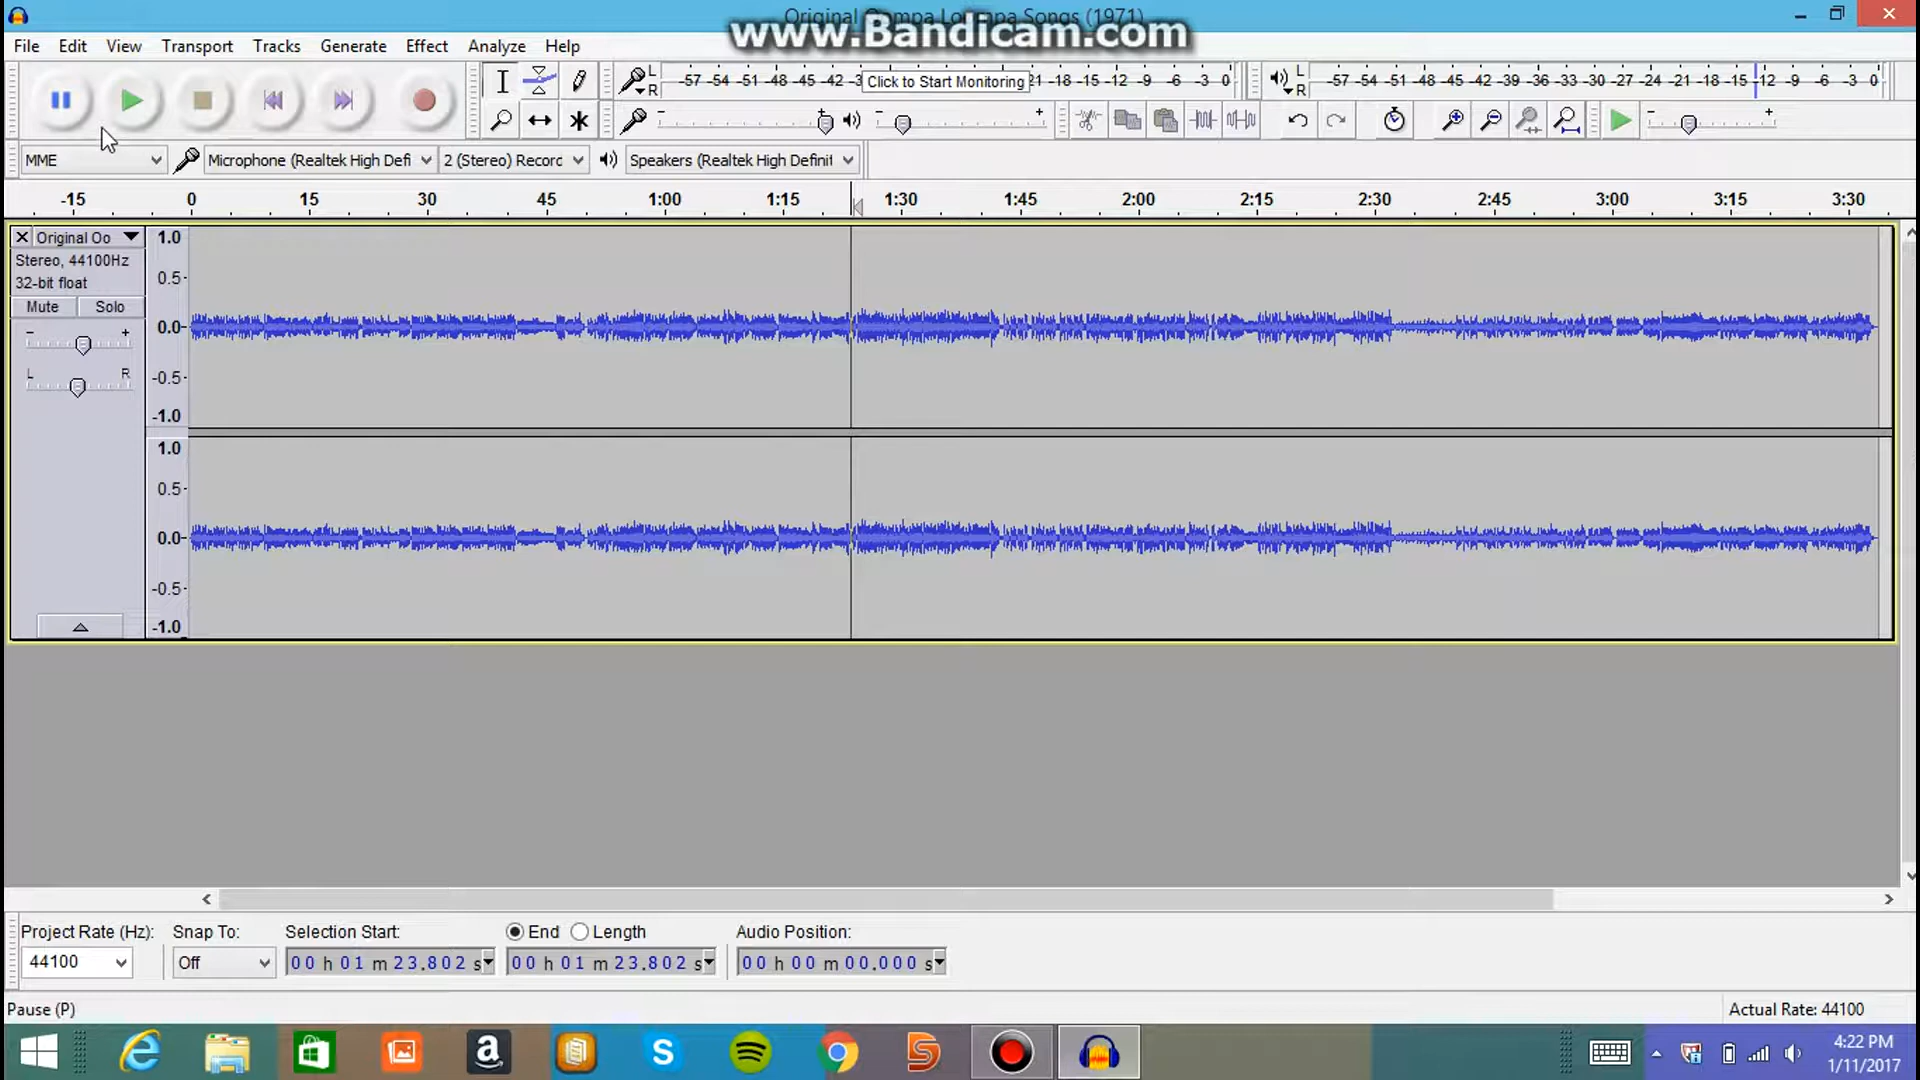 Original Oompa Loompa Songs (1971)
www.Bandicam.com
File Edit View Transport Tracks Generate Effect Analyze Help
L
R
-57 -54 -51 -48 -45 -42 Click to Start Monitoring 21 -18 -15 -12 -9 -6 -3 0
L
R
-57 -54 -51 -48 -45 -42 -39 -36 -33 -30 -27 -24 -21 -18 -15 -12 -9 -6 -3 0
MME Microphone (Realtek High Defi 2 (Stereo) Recorc Speakers (Realtek High Definit
-15 0 15 30 45 1:00 1:15 1:30 1:45 2:00 2:15 2:30 2:45 3:00 3:15 3:30
Original Oo
Stereo, 44100Hz
32-bit float
Mute Solo
- +
L R
1.0
0.5-
0.0-
-0.5-
-1.0
1.0
0.5-
0.0-
-0.5-
-1.0
Project Rate (Hz): Snap To: Selection Start: End Length Audio Position:
44100 Off 00 h 01 m 23.802 s 00 h 01 m 23.802 s 00 h 00 m 00.000 s
Pause (P) Actual Rate: 44100
4:22 PM
1/11/2017